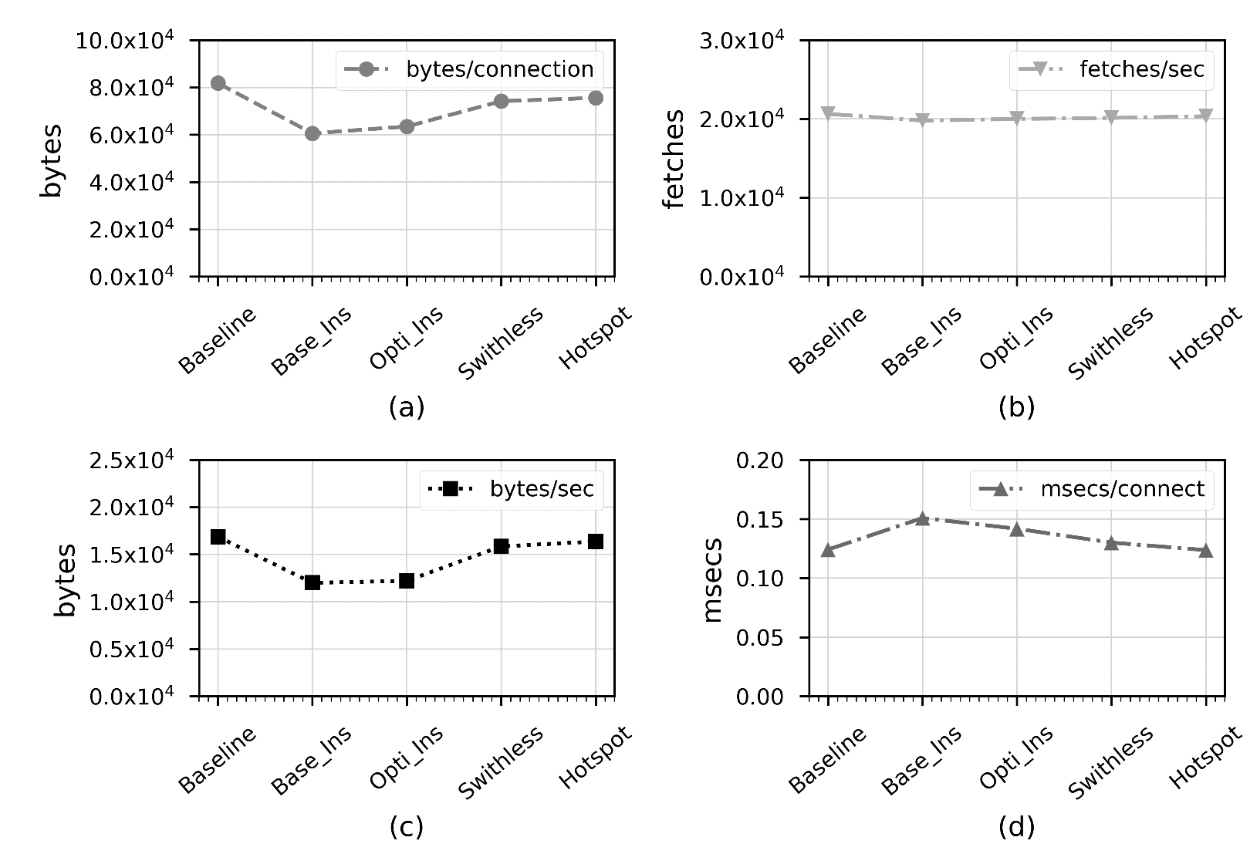 10.0x10⁴
8.0x10⁴
6.0x10⁴
4.0x10⁴
2.0x10⁴
0.0x10⁴
bytes
bytes/connection
Baseline
Base_Ins
Opti_Ins
Swithless
Hotspot
(a)
3.0x10⁴
2.0x10⁴
1.0x10⁴
0.0x10⁴
fetches
fetches/sec
Baseline
Base_Ins
Opti_Ins
Swithless
Hotspot
(b)
2.5x10⁴
2.0x10⁴
1.5x10⁴
1.0x10⁴
0.5x10⁴
0.0x10⁴
bytes
bytes/sec
Baseline
Base_Ins
Opti_Ins
Swithless
Hotspot
(c)
0.20
0.15
0.10
0.05
0.00
msecs
msecs/connect
Baseline
Base_Ins
Opti_Ins
Swithless
Hotspot
(d)